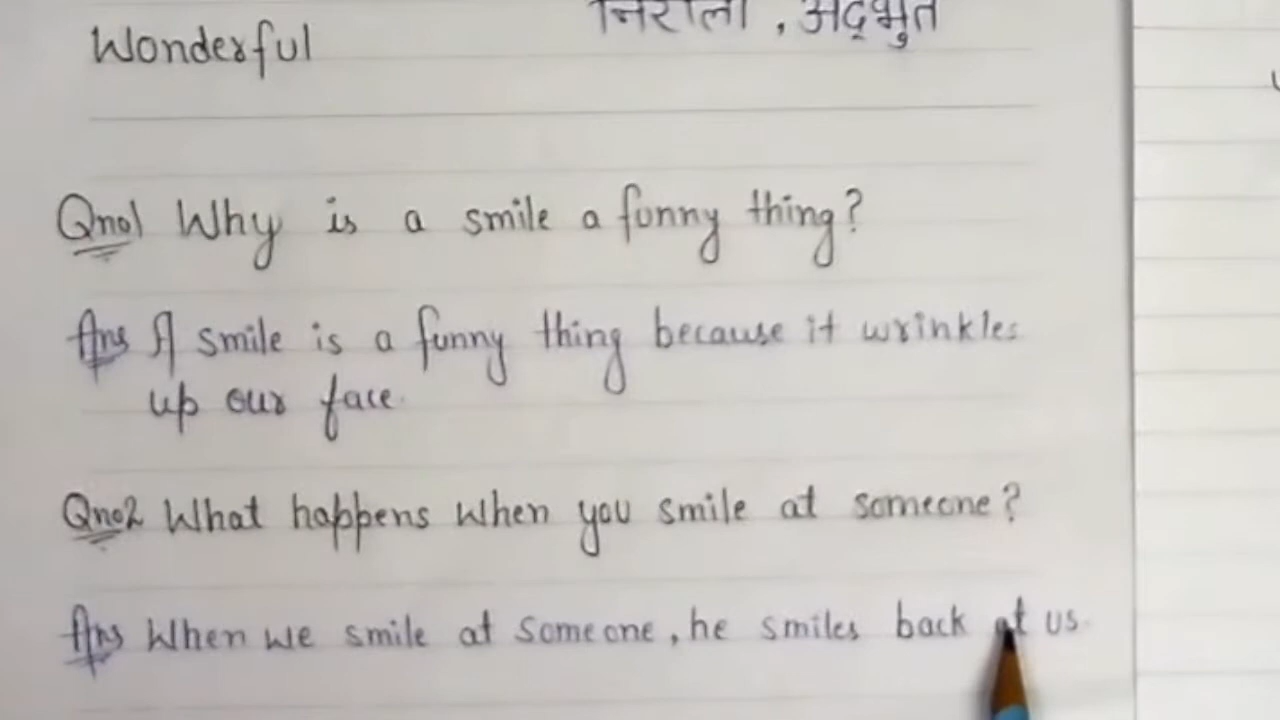 Wonderful निराला , अद्भुत
Qno1 Why is a smile a funny thing?
Ans A smile is a funny thing because it wrinkles
up our face.
Qno2 What happens when you smile at someone?
Ans When we smile at someone, he smiles back at us.